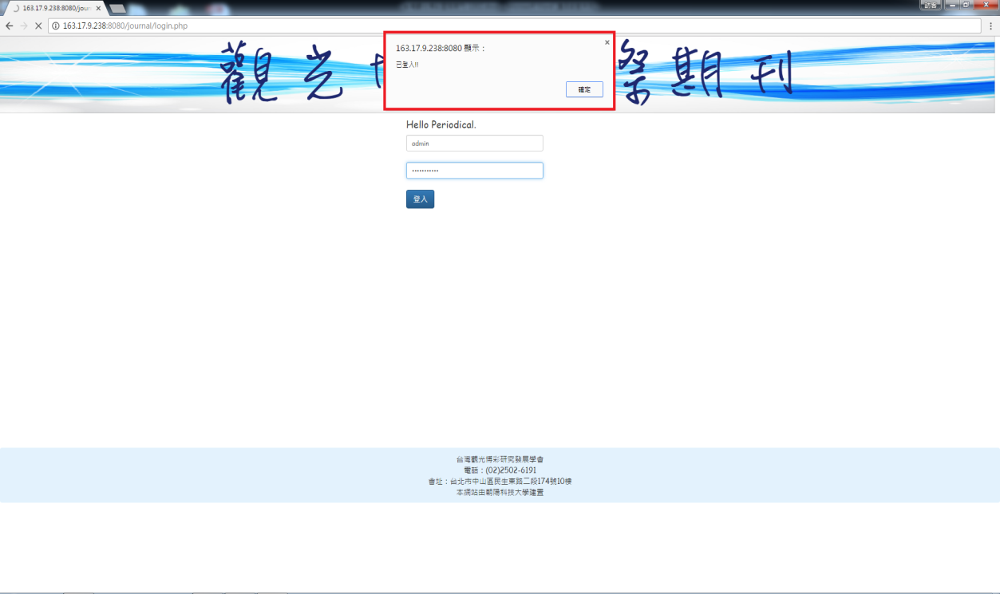 163.17.9.238:8080/jour
訪客
163.17.9.238:8080/journal/login.php
觀光
祭期刊
163.17.9.238:8080 顯示：
已登入!!
確定
Hello Periodical.
admin
登入
台灣觀光博彩研究發展學會
電話：(02)2502-6191
會址：台北市中山區民生東路二段174號10樓
本網站由朝陽科技大學建置